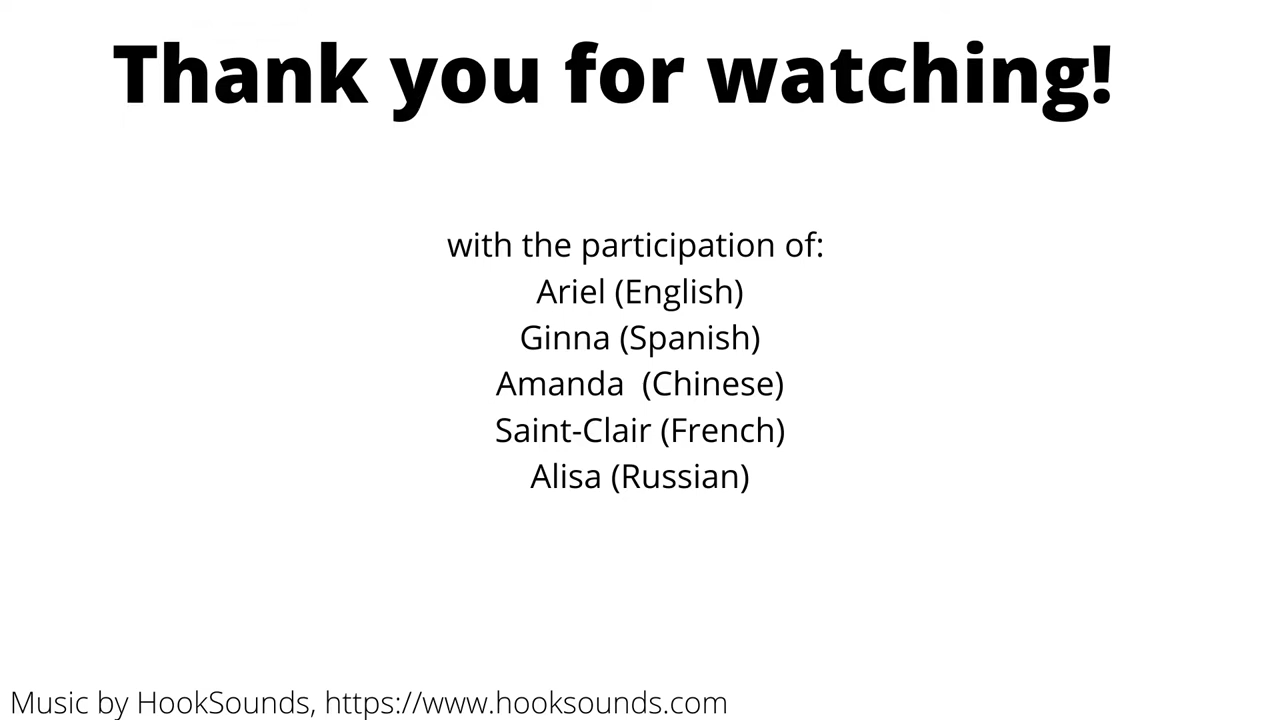 Thank you for watching!
with the participation of:
Ariel (English)
Ginna (Spanish)
Amanda  (Chinese)
Saint-Clair (French)
Alisa (Russian)
Music by HookSounds, https://www.hooksounds.com